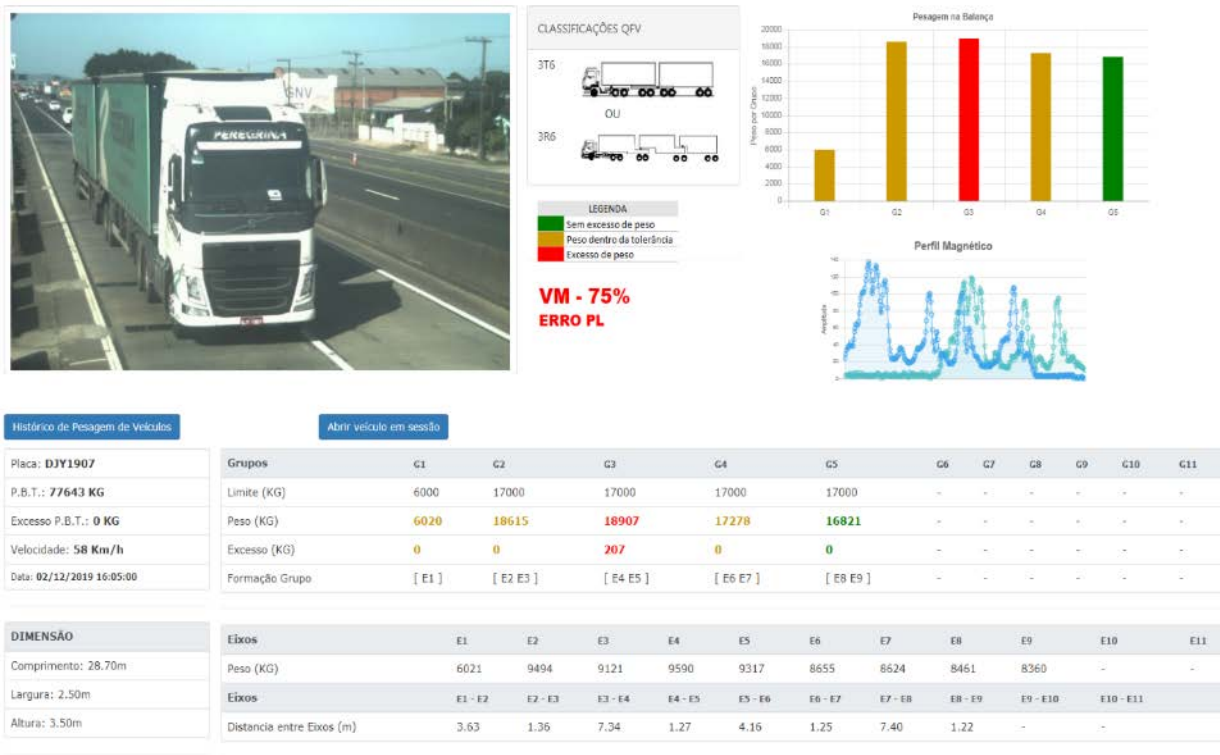 GNV
PEREGRINA
CLASSIFICAÇÕES QFV
3T6
OU
3R6
LEGENDA
Sem excesso de peso
Peso dentro da tolerância
Excesso de peso
VM - 75%
ERRO PL
Pesagem na Balança
Peso por Grupo
20000
18000
16000
14000
12000
10000
8000
6000
4000
2000
0
G1 G2 G3 G4 G5
Perfil Magnético
Amplitude
Histórico de Pesagem de Veículos
Abrir veículo em sessão
Placa: DJY1907
P.B.T.: 77643 KG
Excesso P.B.T.: 0 KG
Velocidade: 58 Km/h
Data: 02/12/2019 16:05:00
Grupos G1 G2 G3 G4 G5 G6 G7 G8 G9 G10 G11
Limite (KG) 6000 17000 17000 17000 17000 - - - - - -
Peso (KG) 6020 18615 18907 17278 16821 - - - - - -
Excesso (KG) 0 0 207 0 0 - - - - - -
Formação Grupo [ E1 ] [ E2 E3 ] [ E4 E5 ] [ E6 E7 ] [ E8 E9 ] - - - - - -
DIMENSÃO
Comprimento: 28.70m
Largura: 2.50m
Altura: 3.50m
Eixos E1 E2 E3 E4 E5 E6 E7 E8 E9 E10 E11
Peso (KG) 6021 9494 9121 9590 9317 8655 8624 8461 8360 - -
Eixos E1 - E2 E2 - E3 E3 - E4 E4 - E5 E5 - E6 E6 - E7 E7 - E8 E8 - E9 E9 - E10 E10 - E11
Distancia entre Eixos (m) 3.63 1.36 7.34 1.27 4.16 1.25 7.40 1.22 - -